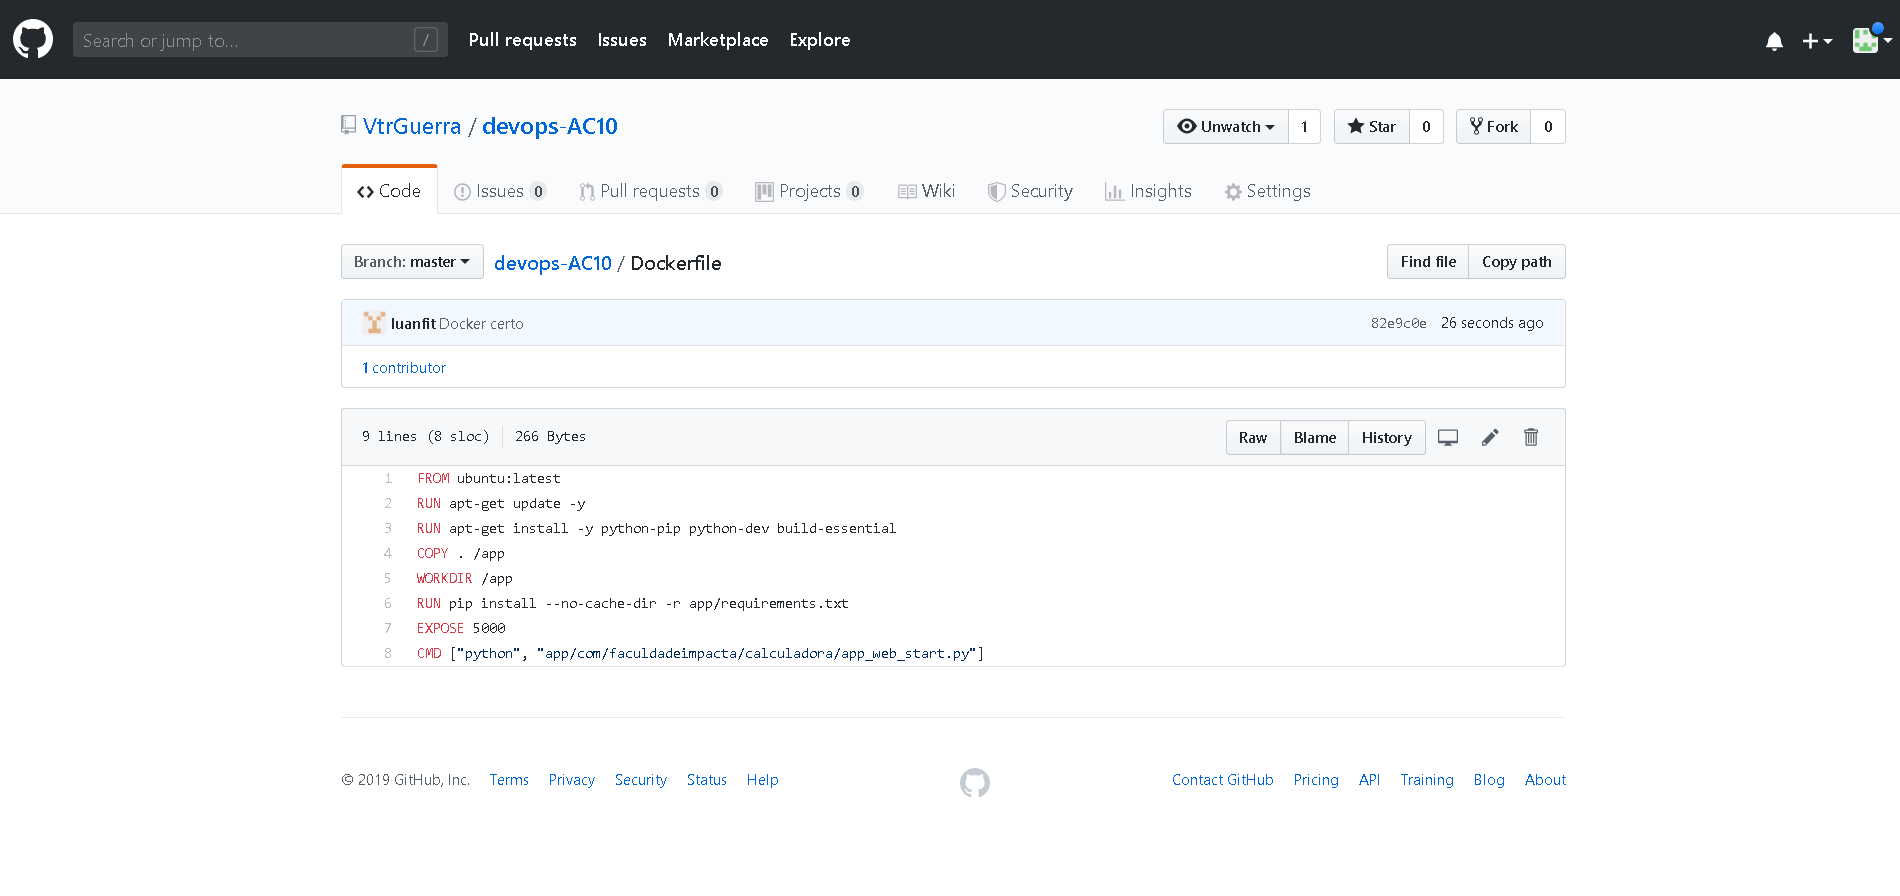 Search or jump to... /
Pull requests Issues Marketplace Explore
VtrGuerra / devops-AC10
Unwatch 1 Star 0 Fork 0
Code Issues 0 Pull requests 0 Projects 0 Wiki Security Insights Settings
Branch: master devops-AC10 / Dockerfile Find file Copy path
luanfit Docker certo 82e9c0e 26 seconds ago
1 contributor
9 lines (8 sloc) 266 Bytes Raw Blame History
1 FROM ubuntu:latest
2 RUN apt-get update -y
3 RUN apt-get install -y python-pip python-dev build-essential
4 COPY . /app
5 WORKDIR /app
6 RUN pip install --no-cache-dir -r app/requirements.txt
7 EXPOSE 5000
8 CMD ["python", "app/com/faculdadeimpacta/calculadora/app_web_start.py"]
© 2019 GitHub, Inc. Terms Privacy Security Status Help Contact GitHub Pricing API Training Blog About